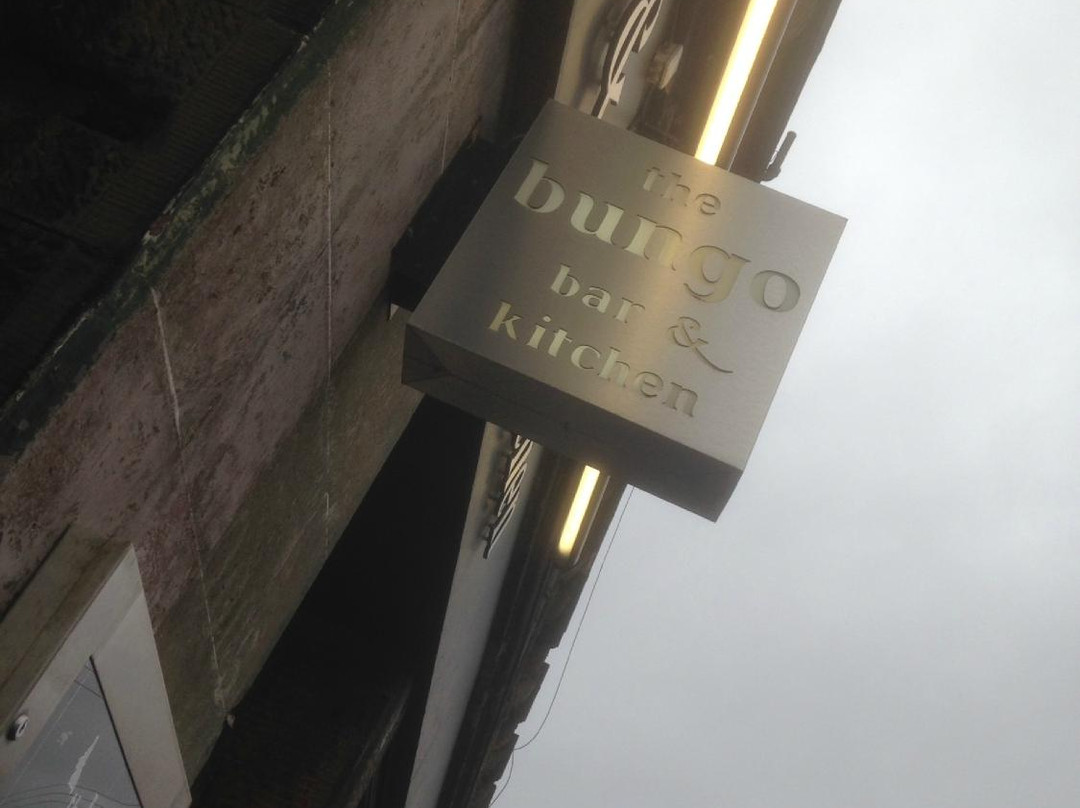 the
bungo
bar &
kitchen